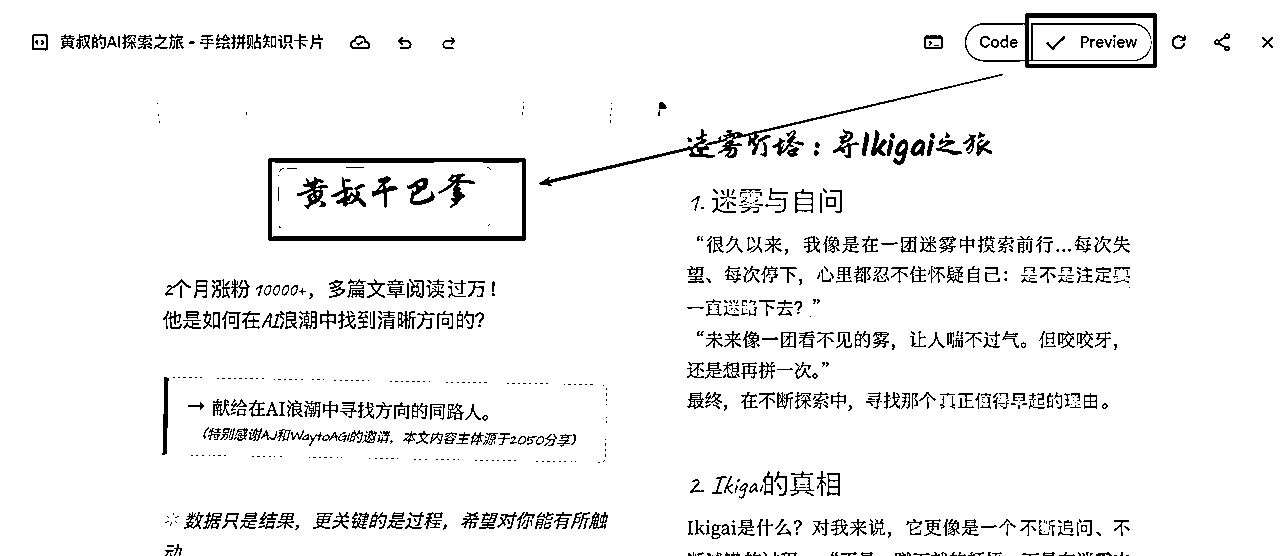 黄叔的AI探索之旅 - 手绘拼贴知识卡片
Code
Preview
黄叔干巴爹
2个月涨粉 10000+，多篇文章阅读过万！
他是如何在AI浪潮中找到清晰方向的？
→ 献给在AI浪潮中寻找方向的同路人。
（特别感谢AJ和WaytoAGI的邀请，本文内容主体源于2050分享）
数据只是结果，更关键的是过程，希望对你能有所触
动
迷雾灯塔：寻Ikigai之旅
1. 迷雾与自问
“很久以来，我像是在一团迷雾中摸索前行...每次失
望、每次停下，心里都忍不住怀疑自己：是不是注定要
一直迷路下去？”
“未来像一团看不见的雾，让人喘不过气。但咬咬牙，
还是想再拼一次。”
最终，在不断探索中，寻找那个真正值得早起的理由。
2. Ikigai的真相
Ikigai是什么？对我来说，它更像是一个不断追问、不